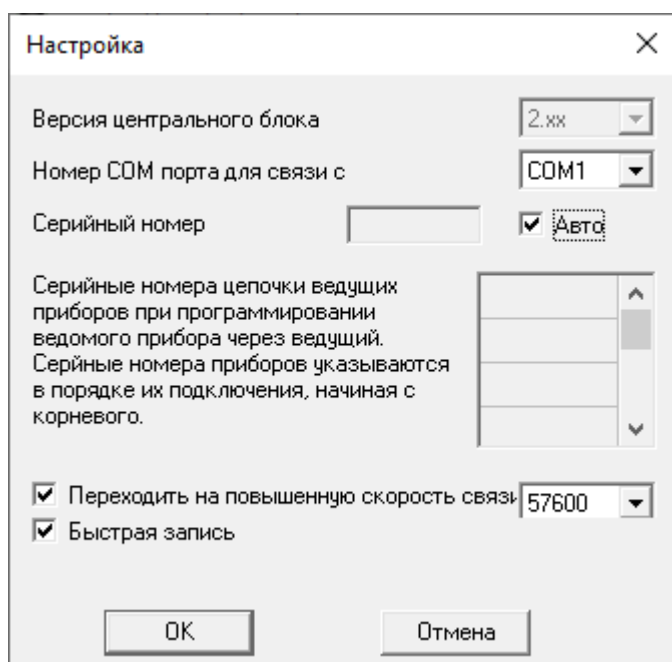 Настройка
Версия центрального блока 2.xx
Номер COM порта для связи с COM1
Серийный номер Авто
Серийные номера цепочки ведущих
приборов при программировании
ведомого прибора через ведущий.
Серйные номера приборов указываются
в порядке их подключения, начиная с
корневого.
Переходить на повышенную скорость связи 57600
Быстрая запись
OK Отмена